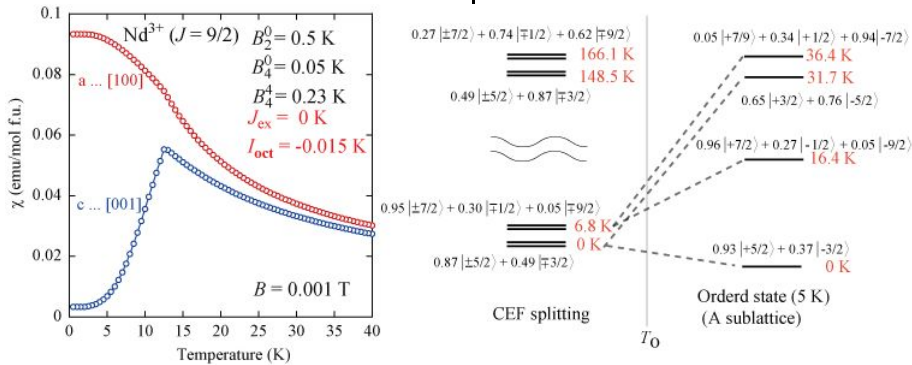 0.1
0.08
0.06
0.04
0.02
0
χ (emu/mol f.u.)
0 5 10 15 20 25 30 35 40
Temperature (K)
Nd³⁺ (J = 9/2)
a ... [100]
c ... [001]
B₂⁰ = 0.5 K
B₄⁰ = 0.05 K
B₄⁴ = 0.23 K
J_ex = 0 K
I_oct = -0.015 K
B = 0.001 T
0.27 |±7/2⟩ + 0.74 |∓1/2⟩ + 0.62 |∓9/2⟩
166.1 K
148.5 K
0.49 |±5/2⟩ + 0.87 |∓3/2⟩
0.95 |±7/2⟩ + 0.30 |∓1/2⟩ + 0.05 |∓9/2⟩
6.8 K
0 K
0.87 |±5/2⟩ + 0.49 |∓3/2⟩
CEF splitting
T_O
0.05 |+7/9⟩ + 0.34 |+1/2⟩ + 0.94|-7/2⟩
36.4 K
31.7 K
0.65 |+3/2⟩ + 0.76 |-5/2⟩
0.96 |+7/2⟩ + 0.27 |-1/2⟩ + 0.05 |-9/2⟩
16.4 K
0.93 |+5/2⟩ + 0.37 |-3/2⟩
0 K
Orderd state (5 K)
(A sublattice)